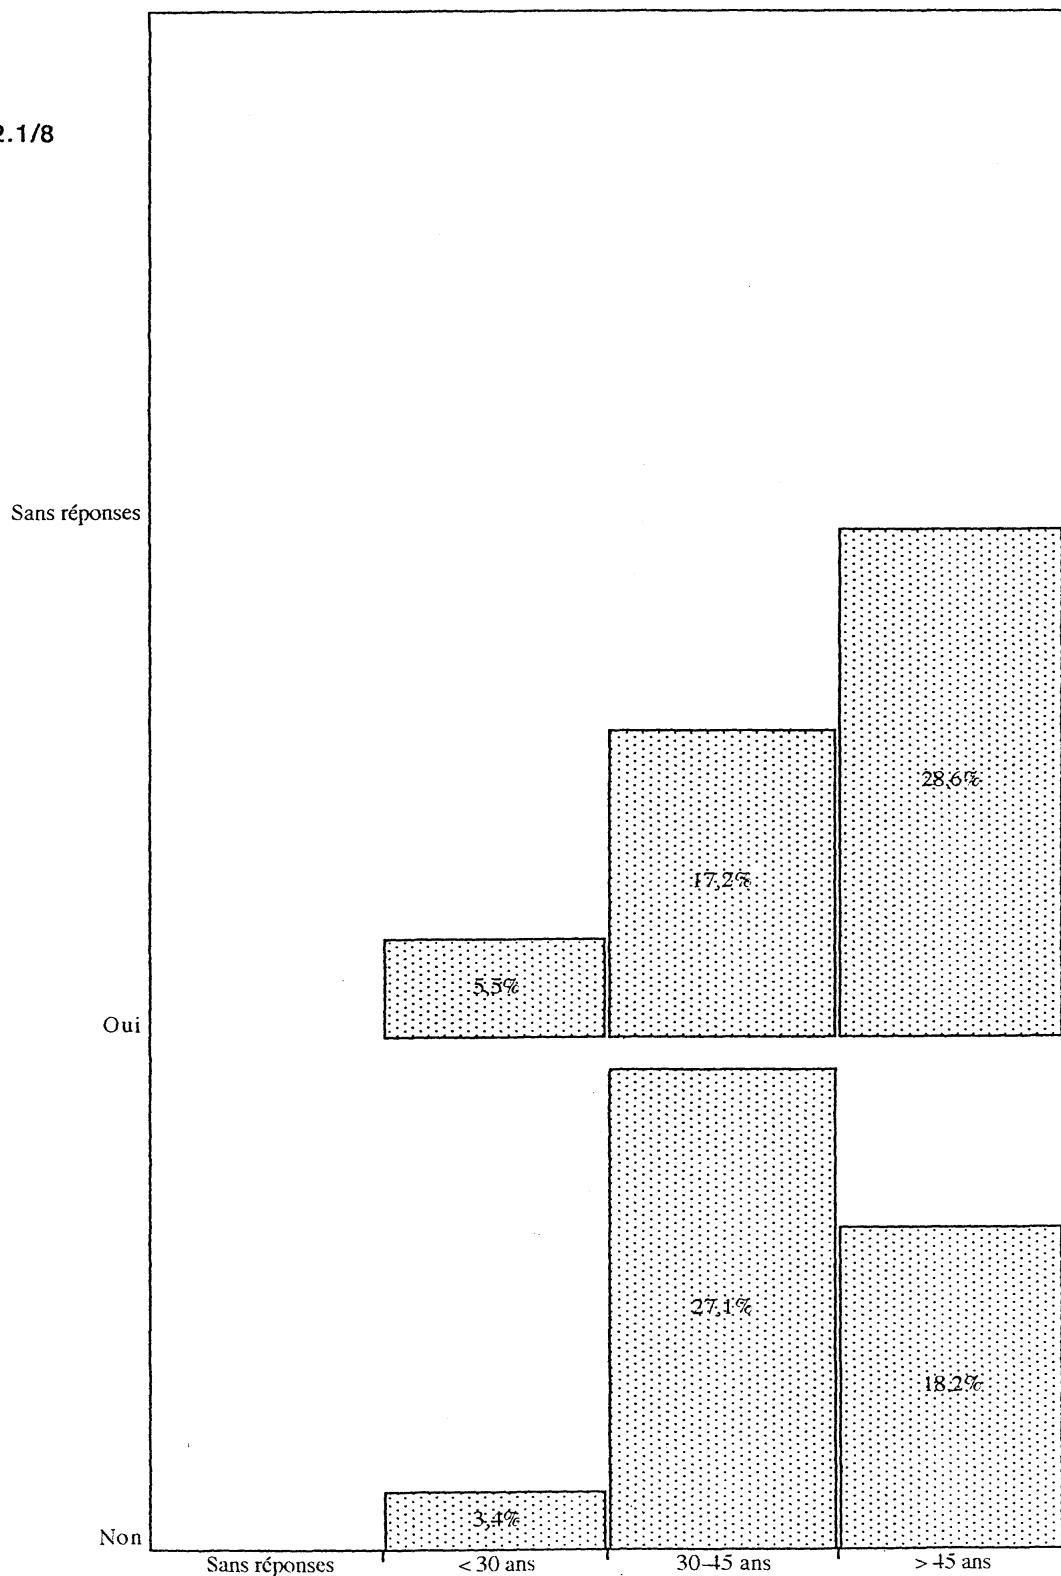 2.1/8
Sans réponses
28,6%
17,2%
5,5%
Oui
27,1%
18,2%
3,4%
Non
Sans réponses
< 30 ans
30–45 ans
> 45 ans